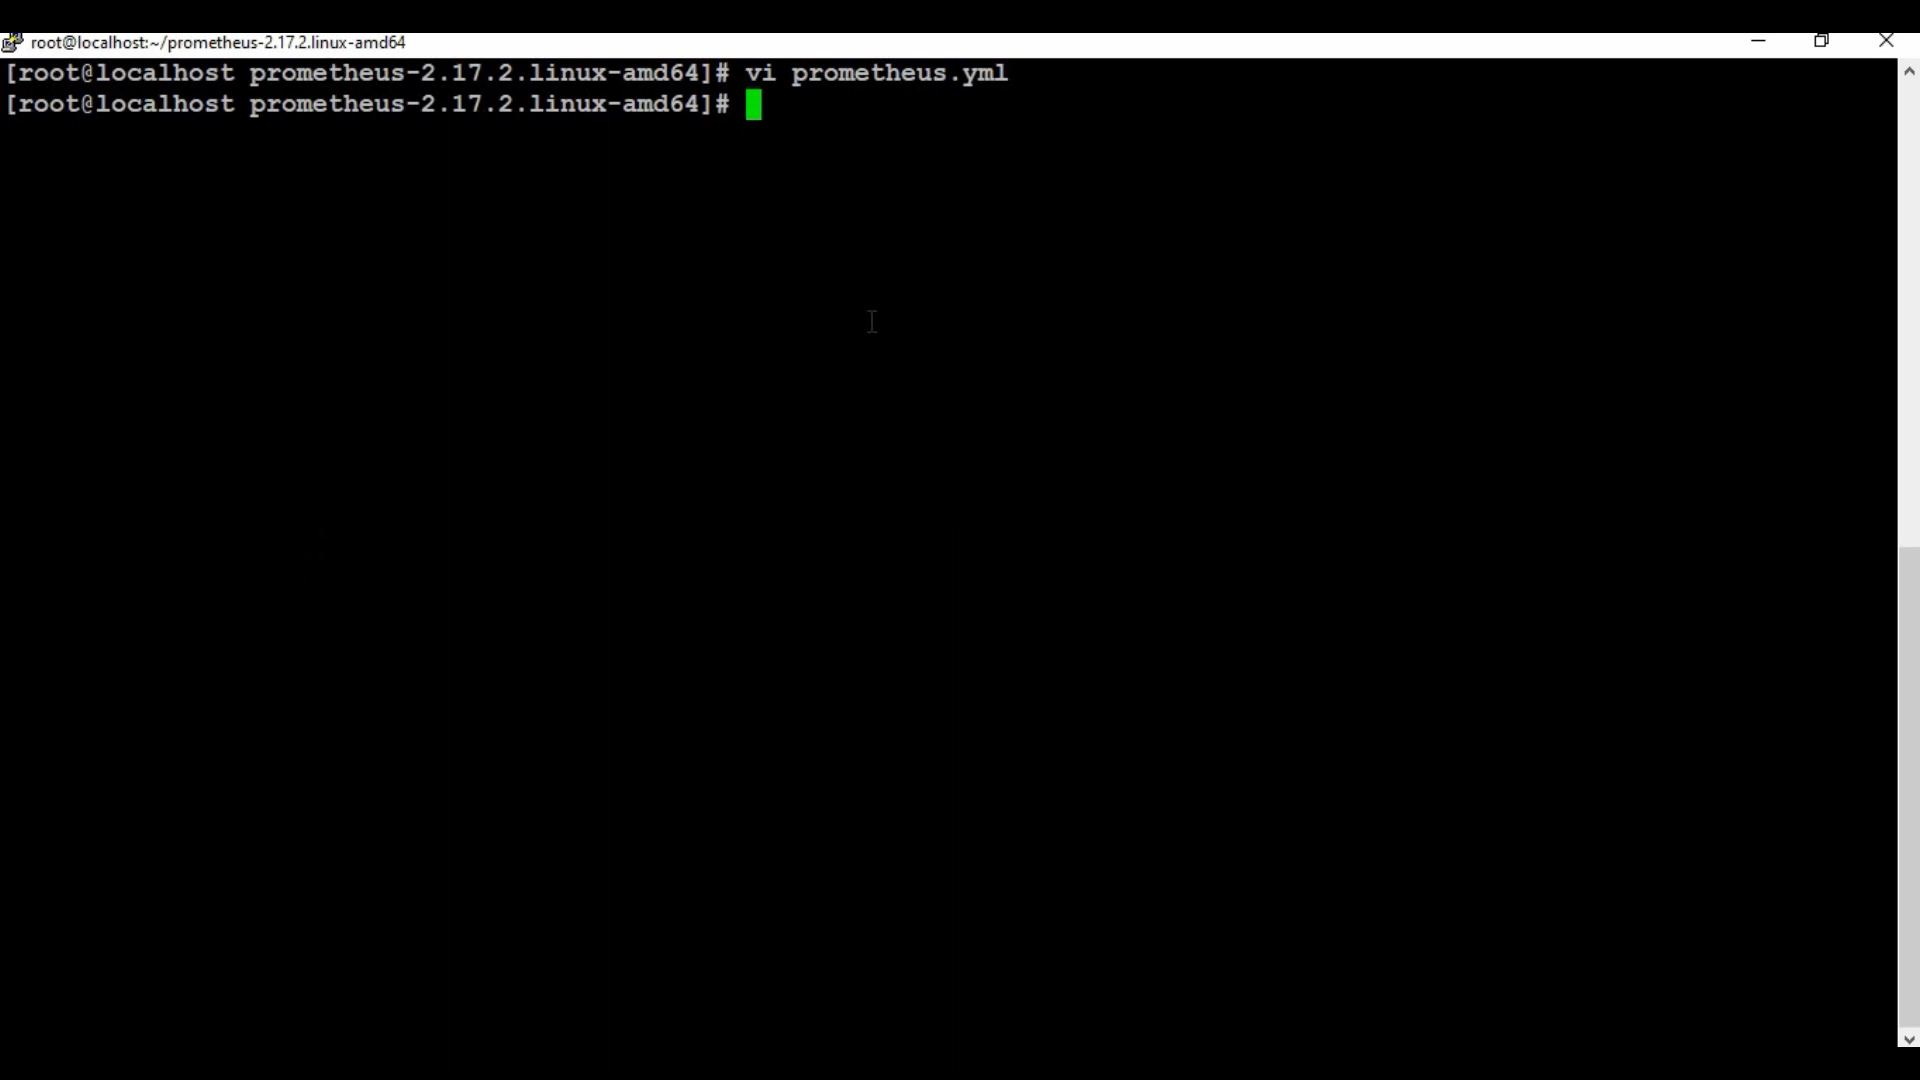 root@localhost:~/prometheus-2.17.2.linux-amd64
[root@localhost prometheus-2.17.2.linux-amd64]# vi prometheus.yml
[root@localhost prometheus-2.17.2.linux-amd64]#